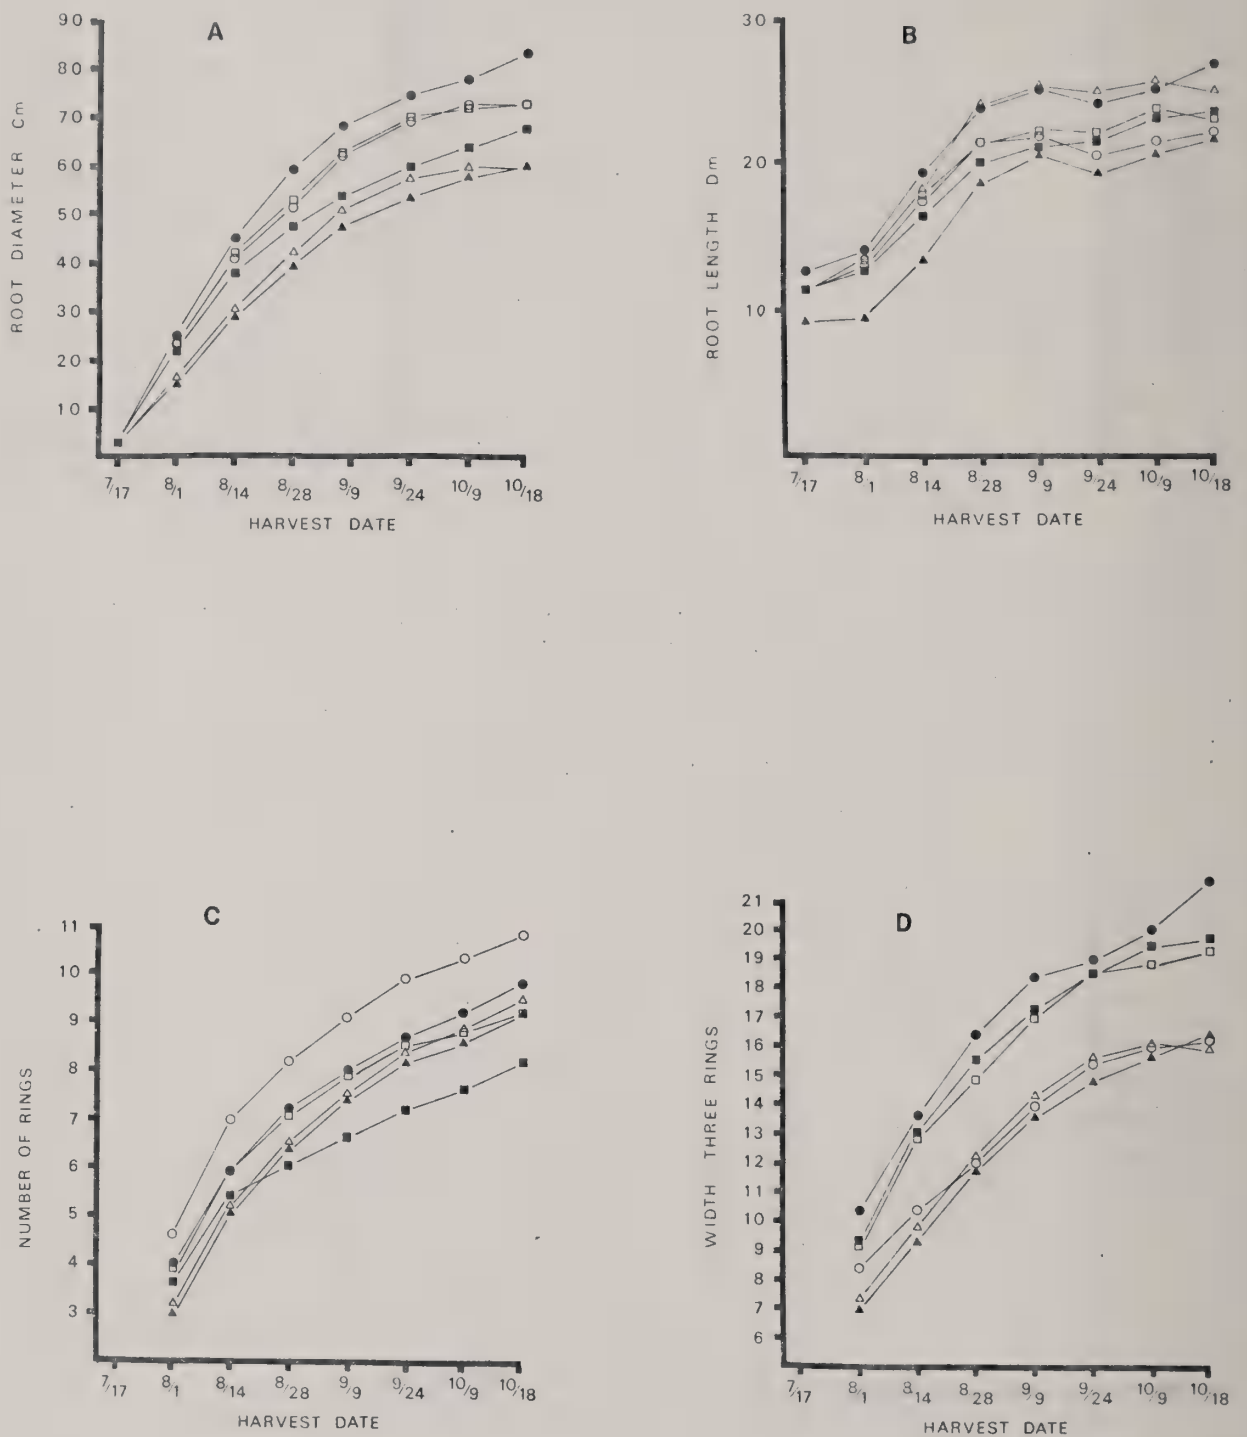 A
ROOT DIAMETER Cm
90
80
70
60
50
40
30
20
10
7/17 8/1 8/14 8/28 9/9 9/24 10/9 10/18
HARVEST DATE
B
ROOT LENGTH Dm
30
20
10
7/17 8/1 8/14 8/28 9/9 9/24 10/9 10/18
HARVEST DATE
C
NUMBER OF RINGS
11
10
9
8
7
6
5
4
3
7/17 8/1 8/14 8/28 9/9 9/24 10/9 10/18
HARVEST DATE
D
WIDTH THREE RINGS
21
20
19
18
17
16
15
14
13
12
11
10
9
8
7
6
7/17 8/1 8/14 8/28 9/9 9/24 10/9 10/18
HARVEST DATE